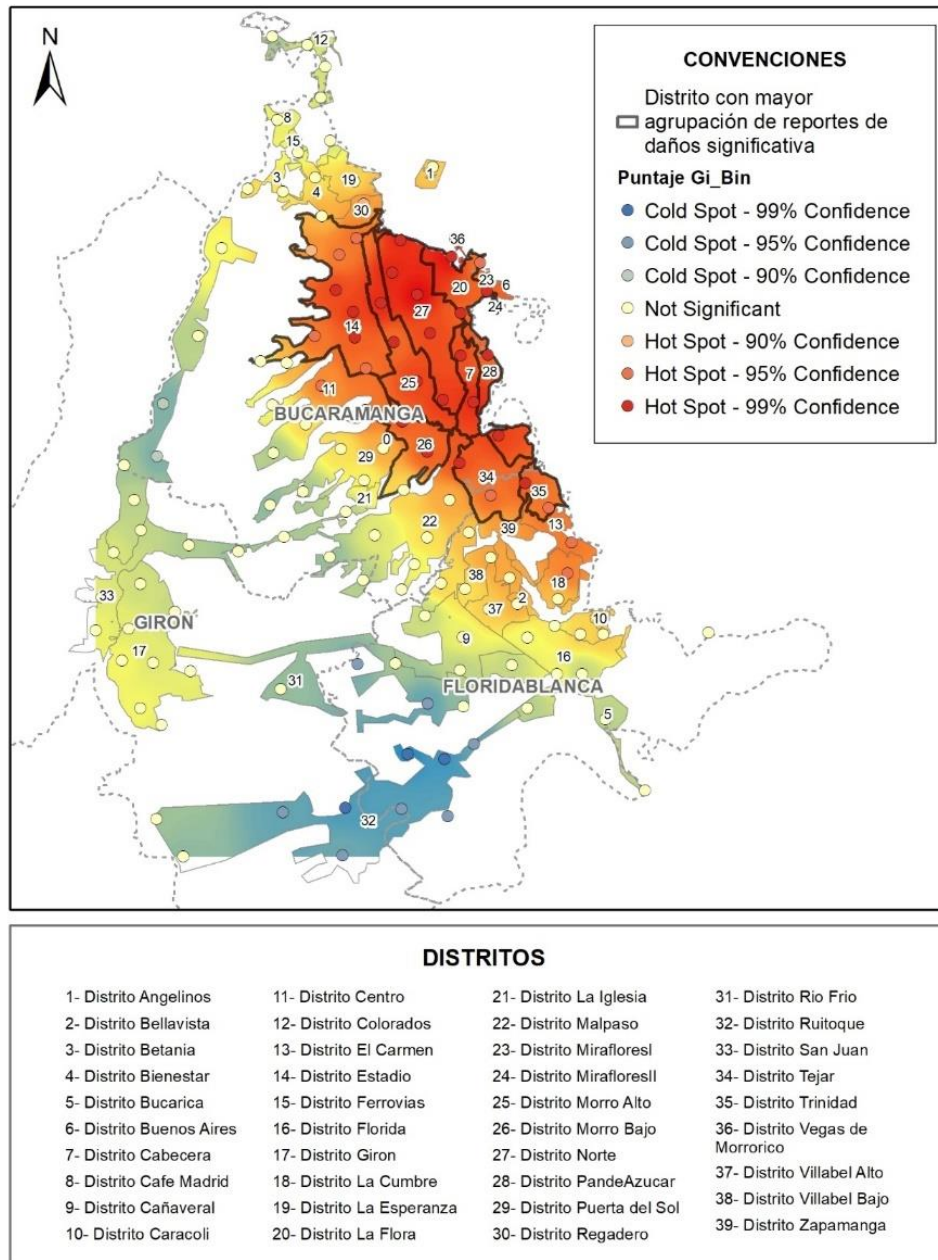 N
CONVENCIONES
Distrito con mayor
agrupación de reportes de
daños significativa
Puntaje Gi_Bin
Cold Spot - 99% Confidence
Cold Spot - 95% Confidence
Cold Spot - 90% Confidence
Not Significant
Hot Spot - 90% Confidence
Hot Spot - 95% Confidence
Hot Spot - 99% Confidence
12
8
15
3
4
19
1
30
36
20
23
6
24
27
14
7
28
25
11
BUCARAMANGA
0
26
29
21
34
35
22
39
13
38
18
2
37
33
GIRON
10
9
17
16
31
FLORIDABLANCA
5
32
DISTRITOS
1- Distrito Angelinos
2- Distrito Bellavista
3- Distrito Betania
4- Distrito Bienestar
5- Distrito Bucarica
6- Distrito Buenos Aires
7- Distrito Cabecera
8- Distrito Cafe Madrid
9- Distrito Cañaveral
10- Distrito Caracoli
11- Distrito Centro
12- Distrito Colorados
13- Distrito El Carmen
14- Distrito Estadio
15- Distrito Ferrovias
16- Distrito Florida
17- Distrito Giron
18- Distrito La Cumbre
19- Distrito La Esperanza
20- Distrito La Flora
21- Distrito La Iglesia
22- Distrito Malpaso
23- Distrito MirafloresI
24- Distrito MirafloresII
25- Distrito Morro Alto
26- Distrito Morro Bajo
27- Distrito Norte
28- Distrito PandeAzucar
29- Distrito Puerta del Sol
30- Distrito Regadero
31- Distrito Rio Frio
32- Distrito Ruitoque
33- Distrito San Juan
34- Distrito Tejar
35- Distrito Trinidad
36- Distrito Vegas de
Morrorico
37- Distrito Villabel Alto
38- Distrito Villabel Bajo
39- Distrito Zapamanga